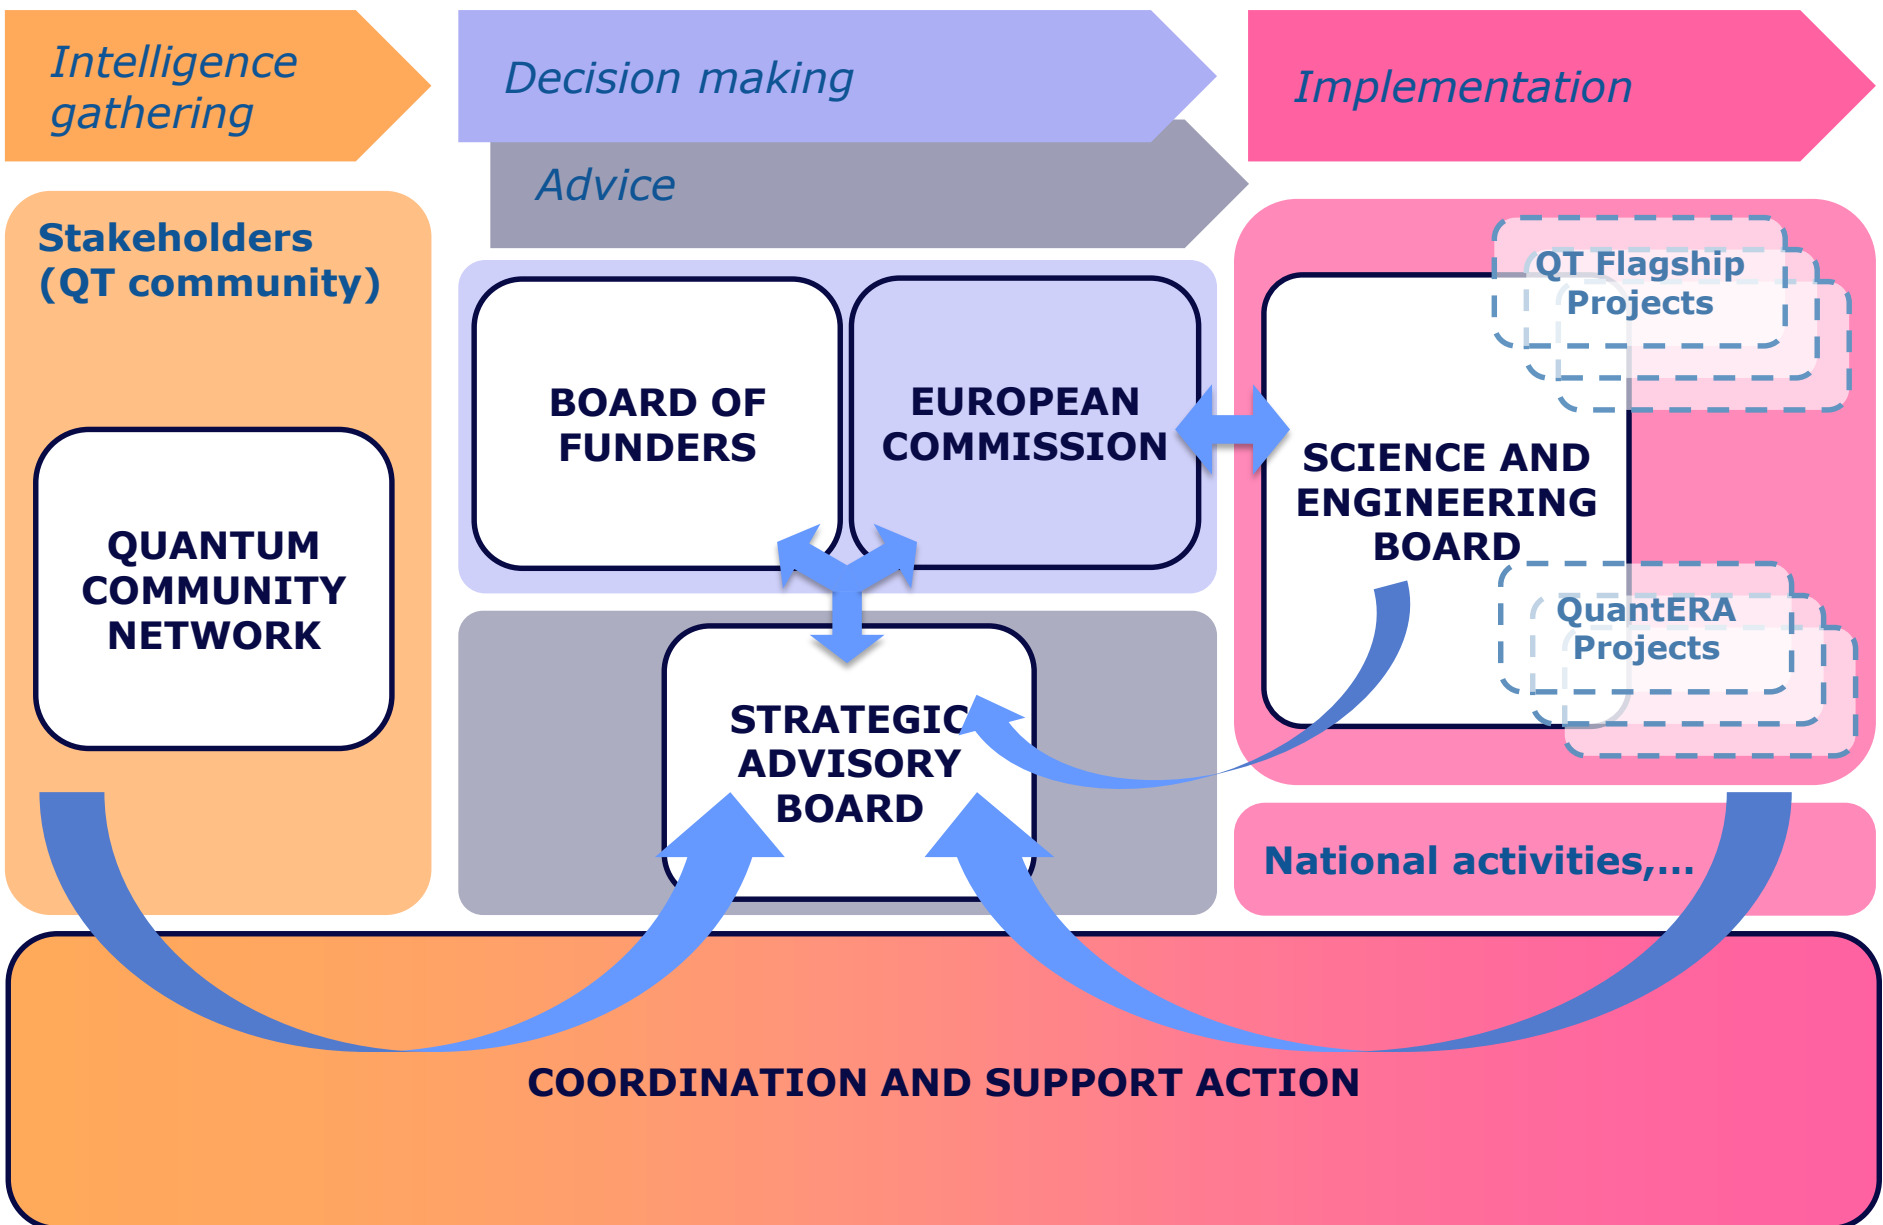 Intelligence
gathering
Decision making
Advice
Implementation
Stakeholders
(QT community)
QUANTUM
COMMUNITY
NETWORK
BOARD OF
FUNDERS
EUROPEAN
COMMISSION
STRATEGIC
ADVISORY
BOARD
QT Flagship
Projects
SCIENCE AND
ENGINEERING
BOARD
QuantERA
Projects
National activities,...
COORDINATION AND SUPPORT ACTION